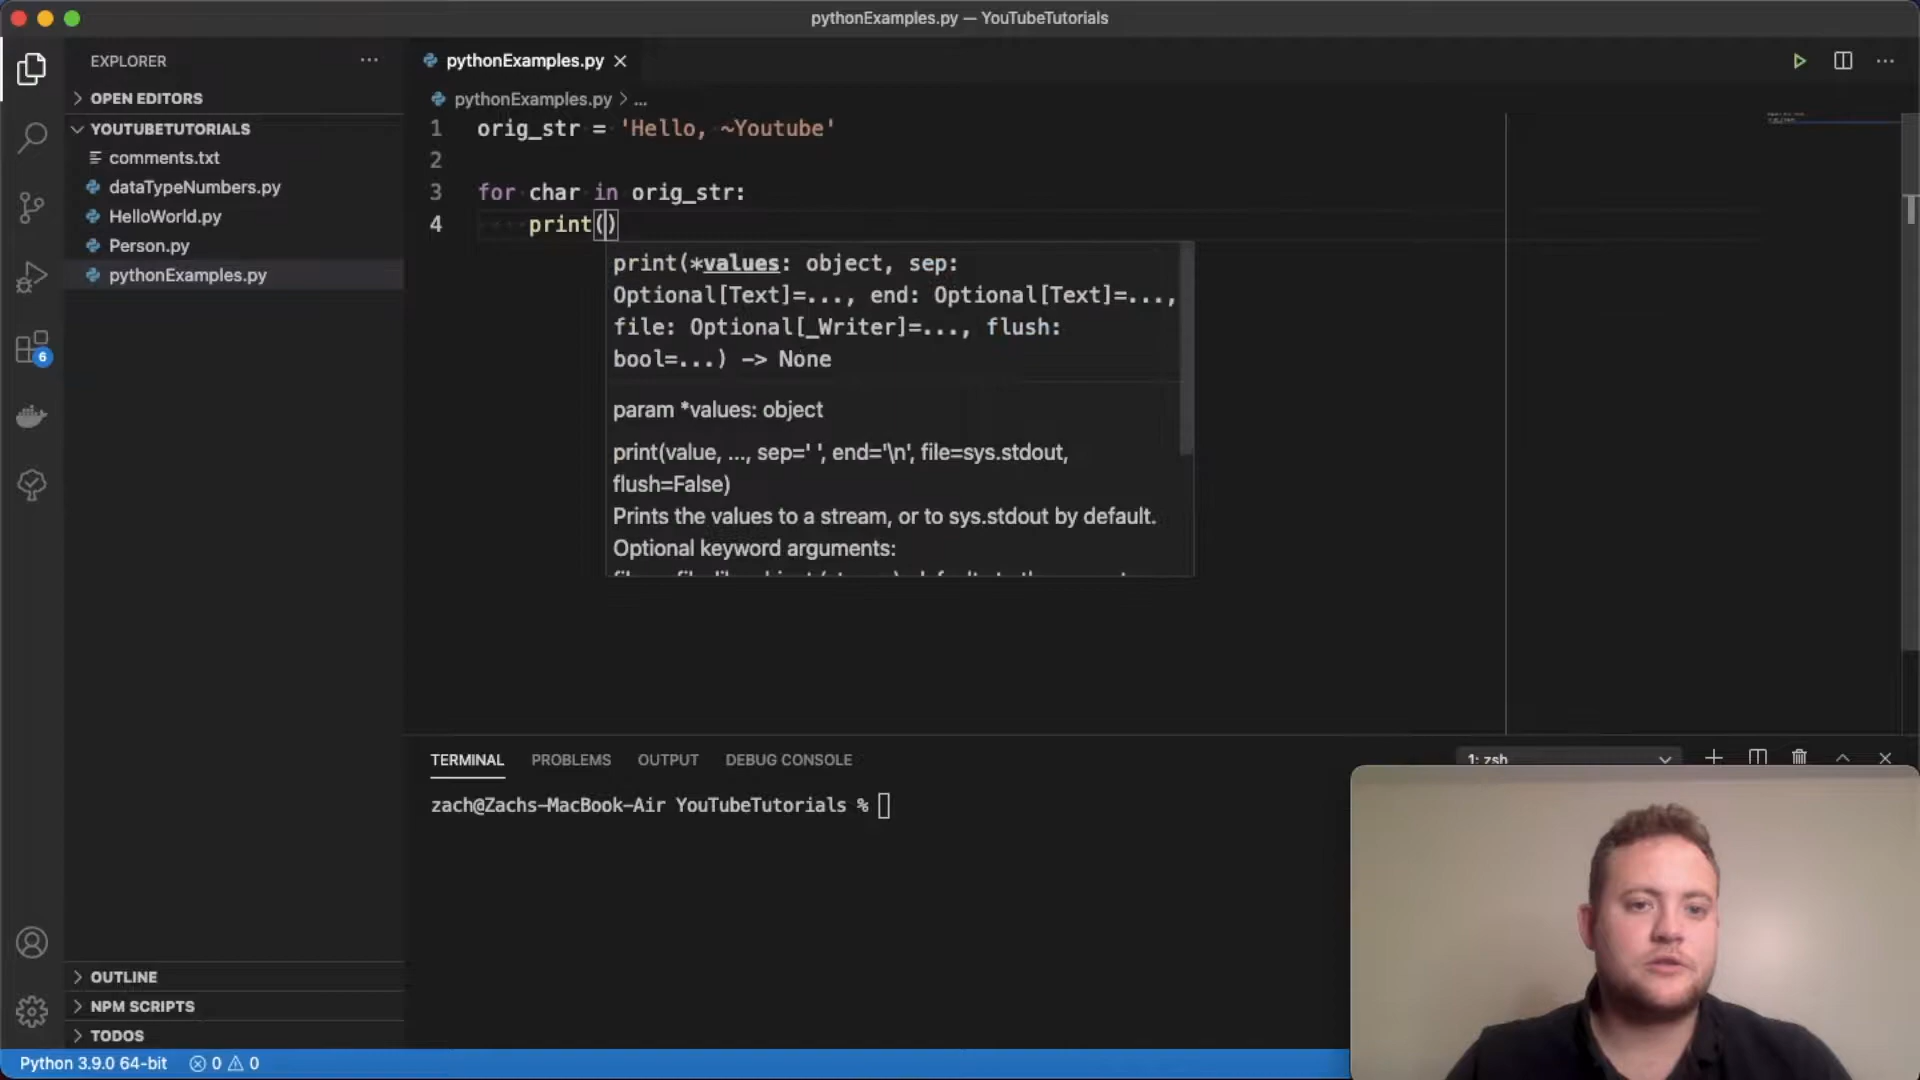 pythonExamples.py — YouTubeTutorials
EXPLORER
OPEN EDITORS
YOUTUBETUTORIALS
comments.txt
dataTypeNumbers.py
HelloWorld.py
Person.py
pythonExamples.py
OUTLINE
NPM SCRIPTS
TODOS
6
pythonExamples.py
pythonExamples.py > ...
1 orig_str = 'Hello, ~Youtube'
2
3 for char in orig_str:
4 print()
print(*values: object, sep:
Optional[Text]=..., end: Optional[Text]=...,
file: Optional[_Writer]=..., flush:
bool=...) -> None
param *values: object
print(value, ..., sep=' ', end='\n', file=sys.stdout,
flush=False)
Prints the values to a stream, or to sys.stdout by default.
Optional keyword arguments:
TERMINAL PROBLEMS OUTPUT DEBUG CONSOLE
1: zsh
zach@Zachs-MacBook-Air YouTubeTutorials %
Python 3.9.0 64-bit 0 0